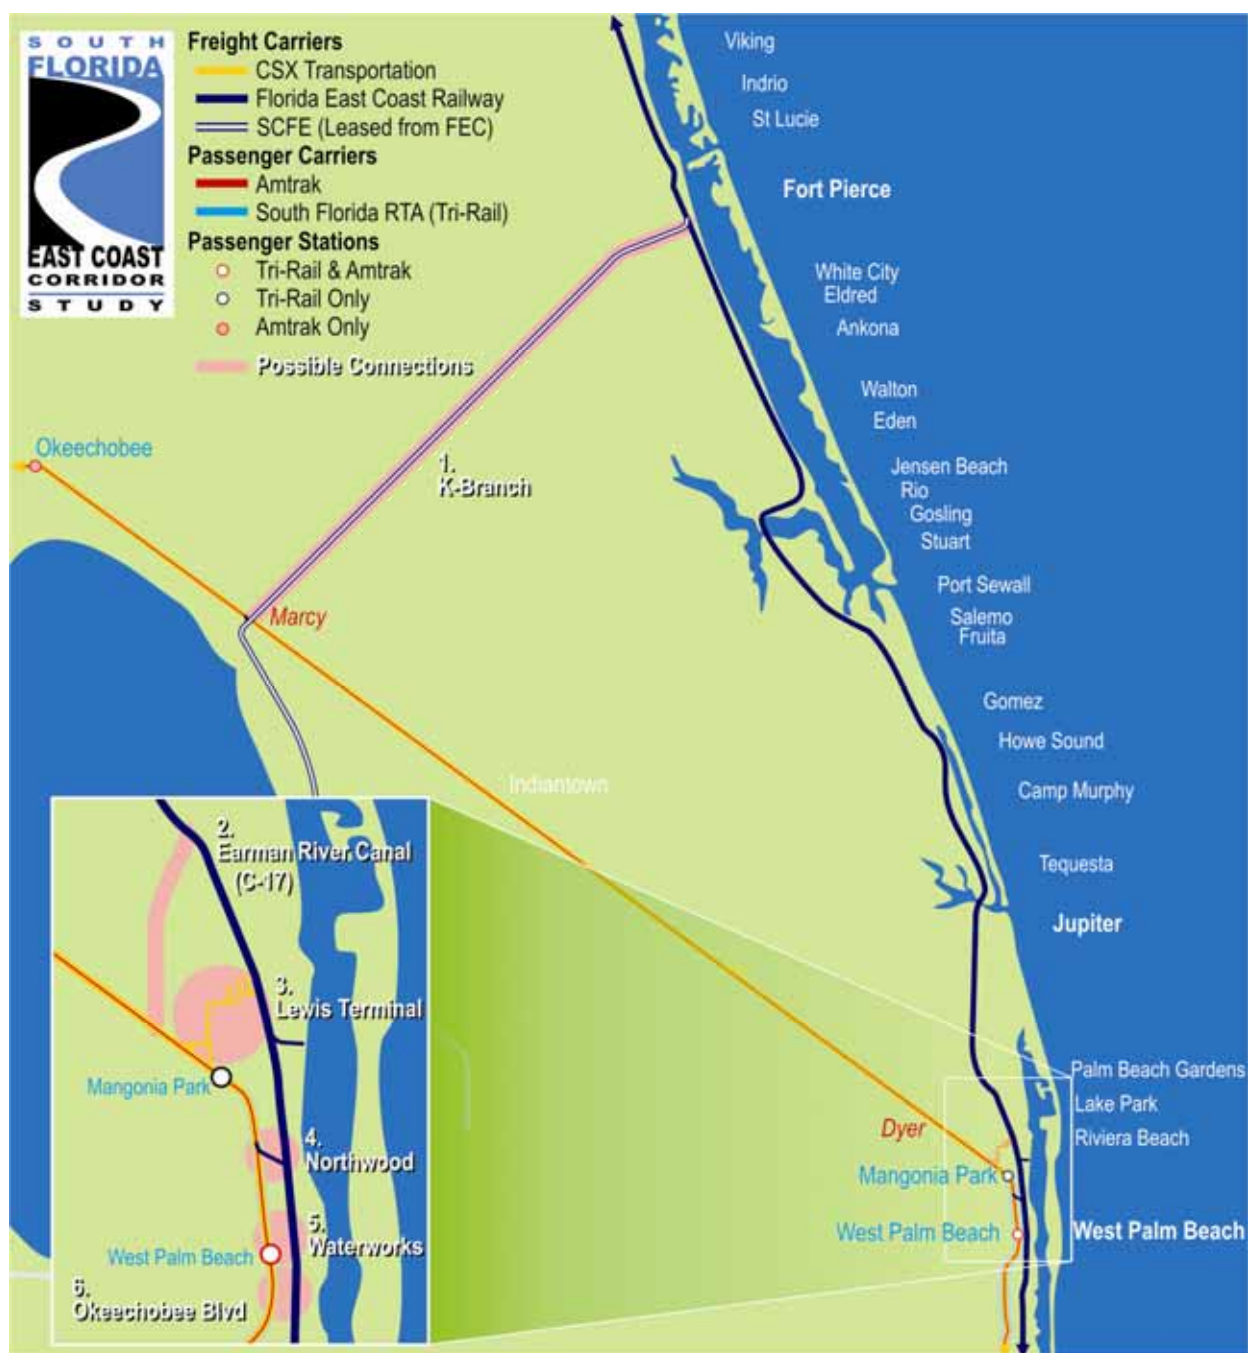 SOUTH
FLORIDA
EAST COAST
CORRIDOR
STUDY
Freight Carriers
CSX Transportation
Florida East Coast Railway
SCFE (Leased from FEC)
Passenger Carriers
Amtrak
South Florida RTA (Tri-Rail)
Passenger Stations
Tri-Rail & Amtrak
Tri-Rail Only
Amtrak Only
Possible Connections
Viking
Indrio
St Lucie
Fort Pierce
White City
Eldred
Ankona
Walton
Eden
Okeechobee
1.
K-Branch
Jensen Beach
Rio
Gosling
Stuart
Port Sewall
Salerno
Fruita
Marcy
Gomez
Howe Sound
Indiantown
Camp Murphy
Tequesta
Jupiter
2.
Earman River Canal
(C-17)
3.
Lewis Terminal
Mangonia Park
4.
Northwood
5.
Waterworks
West Palm Beach
6.
Okeechobee Blvd
Palm Beach Gardens
Lake Park
Dyer
Riviera Beach
Mangonia Park
West Palm Beach
West Palm Beach